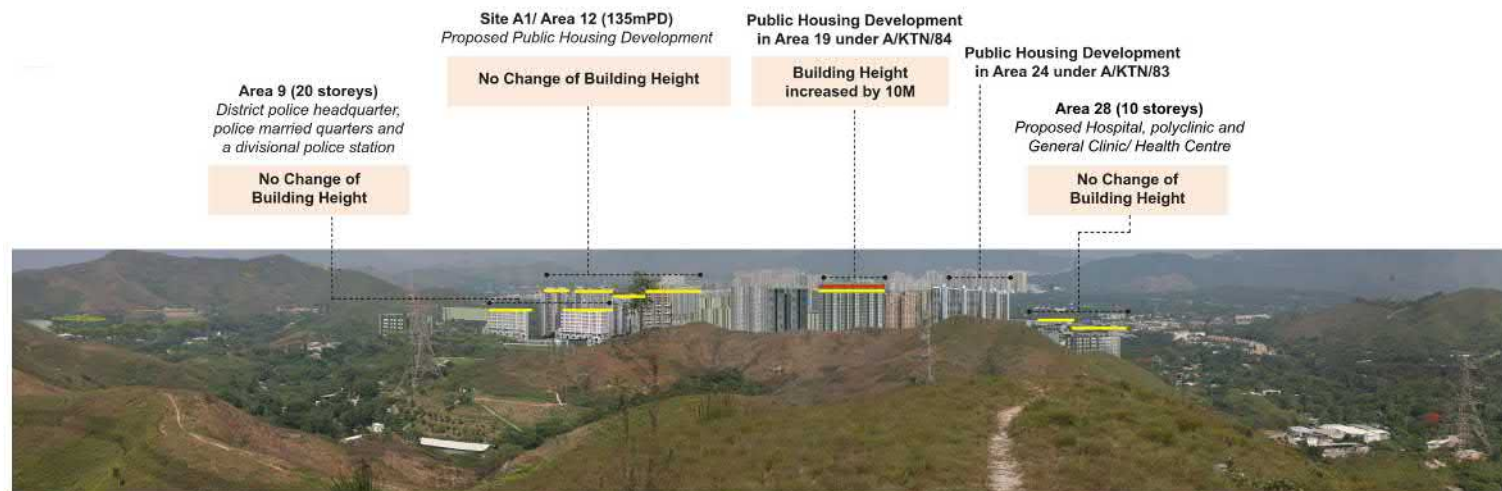 Site A1/ Area 12 (135mPD)
Proposed Public Housing Development
No Change of Building Height
Public Housing Development
in Area 19 under A/KTN/84
Building Height
increased by 10M
Public Housing Development
in Area 24 under A/KTN/83
Area 9 (20 storeys)
District police headquarter,
police married quarters and
a divisional police station
No Change of
Building Height
Area 28 (10 storeys)
Proposed Hospital, polyclinic and
General Clinic/ Health Centre
No Change of
Building Height